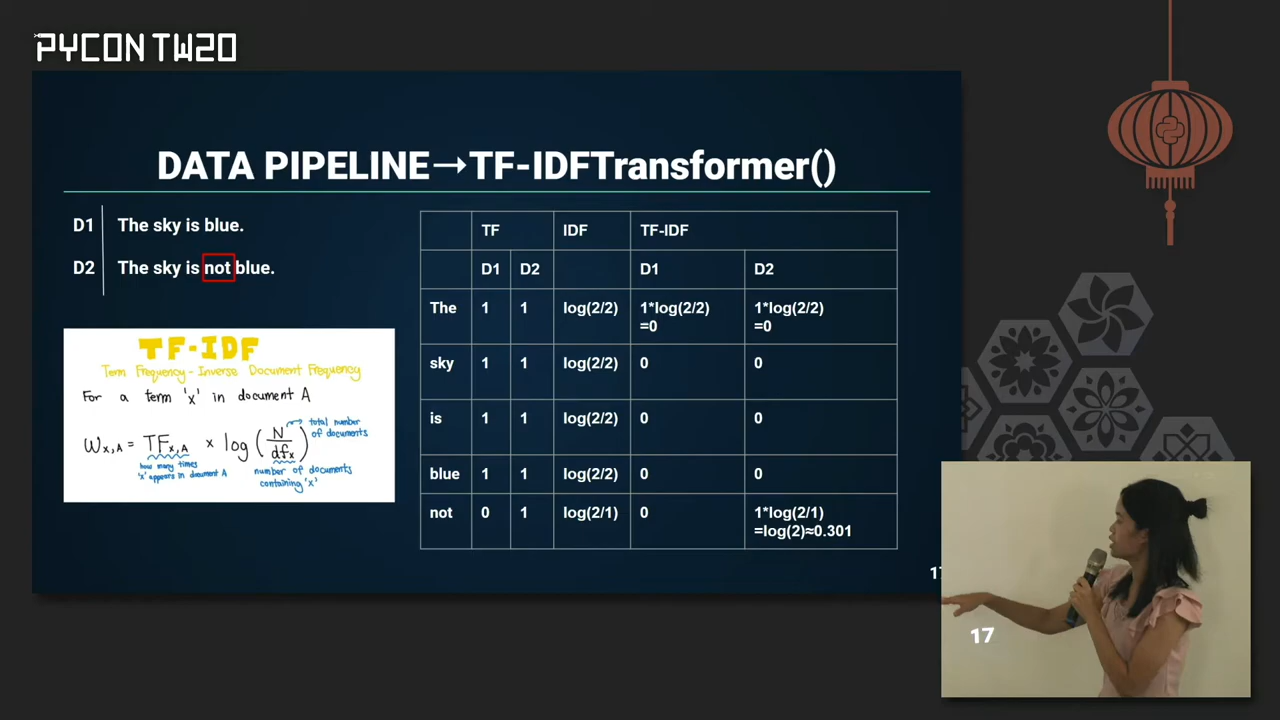 PYCON TW20
DATA PIPELINE→TF-IDFTransformer()
D1 The sky is blue.
D2 The sky is not blue.
TF-IDF
Term Frequency - Inverse Document Frequency
For a term 'x' in document A
Wx,A = TFx,A × log (N/dfx)
total number of documents
how many times 'x' appears in document A
number of documents containing 'x'
TF IDF TF-IDF
D1 D2 D1 D2
The 1 1 log(2/2) 1*log(2/2) =0 1*log(2/2) =0
sky 1 1 log(2/2) 0 0
is 1 1 log(2/2) 0 0
blue 1 1 log(2/2) 0 0
not 0 1 log(2/1) 0 1*log(2/1) =log(2)≈0.301
17
17